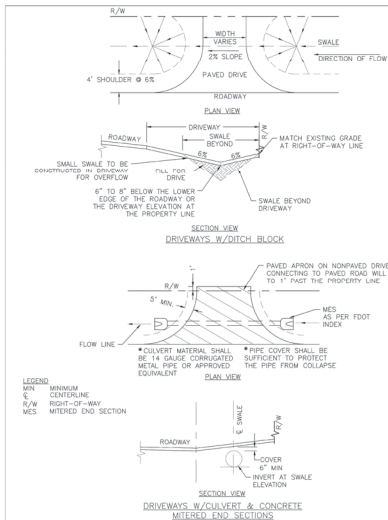 R/W
WIDTH
VARIES
2% SLOPE
SWALE
DIRECTION OF FLOW
4' SHOULDER @ 6%
PAVED DRIVE
ROADWAY
PLAN VIEW
DRIVEWAY
R/W
ROADWAY
SWALE
BEYOND
MATCH EXISTING GRADE
AT RIGHT-OF-WAY LINE
6%
6%
SMALL SWALE TO BE
CONSTRUCTED IN DRIVEWAY
FOR OVERFLOW
FILL FOR
DRIVE
6" TO 8" BELOW THE LOWER
EDGE OF THE ROADWAY OR
THE DRIVEWAY ELEVATION AT
THE PROPERTY LINE
SWALE BEYOND
DRIVEWAY
SECTION VIEW
DRIVEWAYS W/DITCH BLOCK
1'
R/W
PAVED APRON ON NONPAVED DRIVE
CONNECTING TO PAVED ROAD WILL
TO 1' PAST THE PROPERTY LINE
5' MIN.
MES
AS PER FDOT
INDEX
FLOW LINE
*CULVERT MATERIAL SHALL
BE 14 GAUGE CORRUGATED
METAL PIPE OR APPROVED
EQUIVALENT
*PIPE COVER SHALL BE
SUFFICIENT TO PROTECT
THE PIPE FROM COLLAPSE
PLAN VIEW
LEGEND
MIN MINIMUM
℄ CENTERLINE
R/W RIGHT-OF-WAY
MES MITERED END SECTION
℄ SWALE
R/W
ROADWAY
COVER
6" MIN
INVERT AT SWALE
ELEVATION
SECTION VIEW
DRIVEWAYS W/CULVERT & CONCRETE
MITERED END SECTIONS